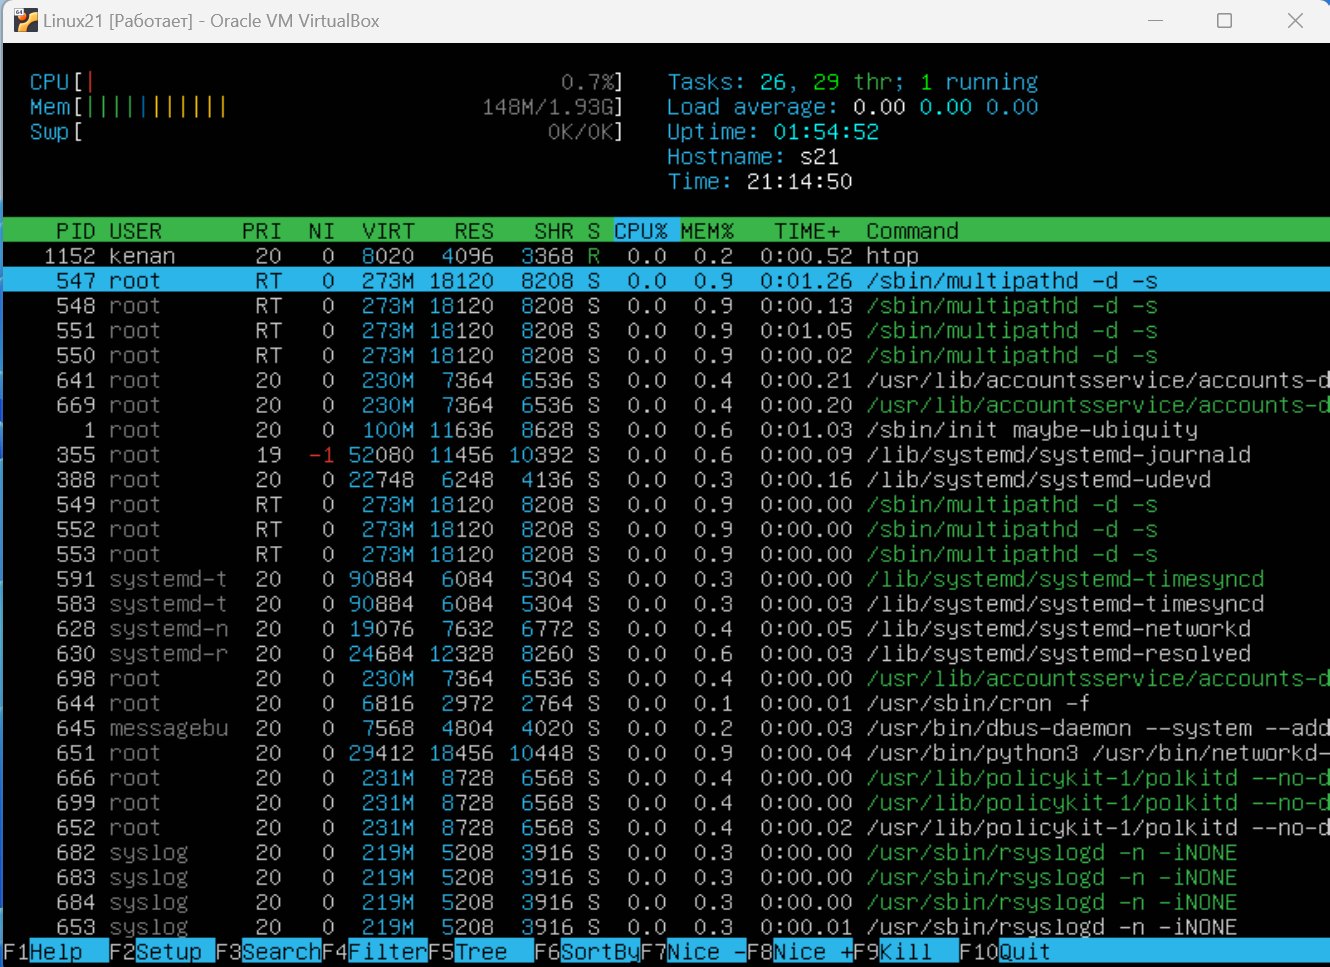 Linux21 [Работает] - Oracle VM VirtualBox
CPU[| 0.7%] Tasks: 26, 29 thr; 1 running
Mem[||||||||||| 148M/1.93G] Load average: 0.00 0.00 0.00
Swp[ 0K/0K] Uptime: 01:54:52
Hostname: s21
Time: 21:14:50
PID USER PRI NI VIRT RES SHR S CPU% MEM% TIME+ Command
1152 kenan 20 0 8020 4096 3368 R 0.0 0.2 0:00.52 htop
547 root RT 0 273M 18120 8208 S 0.0 0.9 0:01.26 /sbin/multipathd -d -s
548 root RT 0 273M 18120 8208 S 0.0 0.9 0:00.13 /sbin/multipathd -d -s
551 root RT 0 273M 18120 8208 S 0.0 0.9 0:01.05 /sbin/multipathd -d -s
550 root RT 0 273M 18120 8208 S 0.0 0.9 0:00.02 /sbin/multipathd -d -s
641 root 20 0 230M 7364 6536 S 0.0 0.4 0:00.21 /usr/lib/accountsservice/accounts-d
669 root 20 0 230M 7364 6536 S 0.0 0.4 0:00.20 /usr/lib/accountsservice/accounts-d
1 root 20 0 100M 11636 8628 S 0.0 0.6 0:01.03 /sbin/init maybe-ubiquity
355 root 19 -1 52080 11456 10392 S 0.0 0.6 0:00.09 /lib/systemd/systemd-journald
388 root 20 0 22748 6248 4136 S 0.0 0.3 0:00.16 /lib/systemd/systemd-udevd
549 root RT 0 273M 18120 8208 S 0.0 0.9 0:00.00 /sbin/multipathd -d -s
552 root RT 0 273M 18120 8208 S 0.0 0.9 0:00.00 /sbin/multipathd -d -s
553 root RT 0 273M 18120 8208 S 0.0 0.9 0:00.00 /sbin/multipathd -d -s
591 systemd-t 20 0 90884 6084 5304 S 0.0 0.3 0:00.00 /lib/systemd/systemd-timesyncd
583 systemd-t 20 0 90884 6084 5304 S 0.0 0.3 0:00.03 /lib/systemd/systemd-timesyncd
628 systemd-n 20 0 19076 7632 6772 S 0.0 0.4 0:00.05 /lib/systemd/systemd-networkd
630 systemd-r 20 0 24684 12328 8260 S 0.0 0.6 0:00.03 /lib/systemd/systemd-resolved
698 root 20 0 230M 7364 6536 S 0.0 0.4 0:00.00 /usr/lib/accountsservice/accounts-d
644 root 20 0 6816 2972 2764 S 0.0 0.1 0:00.01 /usr/sbin/cron -f
645 messagebu 20 0 7568 4804 4020 S 0.0 0.2 0:00.03 /usr/bin/dbus-daemon --system --add
651 root 20 0 29412 18456 10448 S 0.0 0.9 0:00.04 /usr/bin/python3 /usr/bin/networkd-
666 root 20 0 231M 8728 6568 S 0.0 0.4 0:00.00 /usr/lib/policykit-1/polkitd --no-d
699 root 20 0 231M 8728 6568 S 0.0 0.4 0:00.00 /usr/lib/policykit-1/polkitd --no-d
652 root 20 0 231M 8728 6568 S 0.0 0.4 0:00.02 /usr/lib/policykit-1/polkitd --no-d
682 syslog 20 0 219M 5208 3916 S 0.0 0.3 0:00.00 /usr/sbin/rsyslogd -n -iNONE
683 syslog 20 0 219M 5208 3916 S 0.0 0.3 0:00.00 /usr/sbin/rsyslogd -n -iNONE
684 syslog 20 0 219M 5208 3916 S 0.0 0.3 0:00.00 /usr/sbin/rsyslogd -n -iNONE
653 syslog 20 0 219M 5208 3916 S 0.0 0.3 0:00.01 /usr/sbin/rsyslogd -n -iNONE
F1Help F2Setup F3SearchF4FilterF5Tree F6SortByF7Nice -F8Nice +F9Kill F10Quit